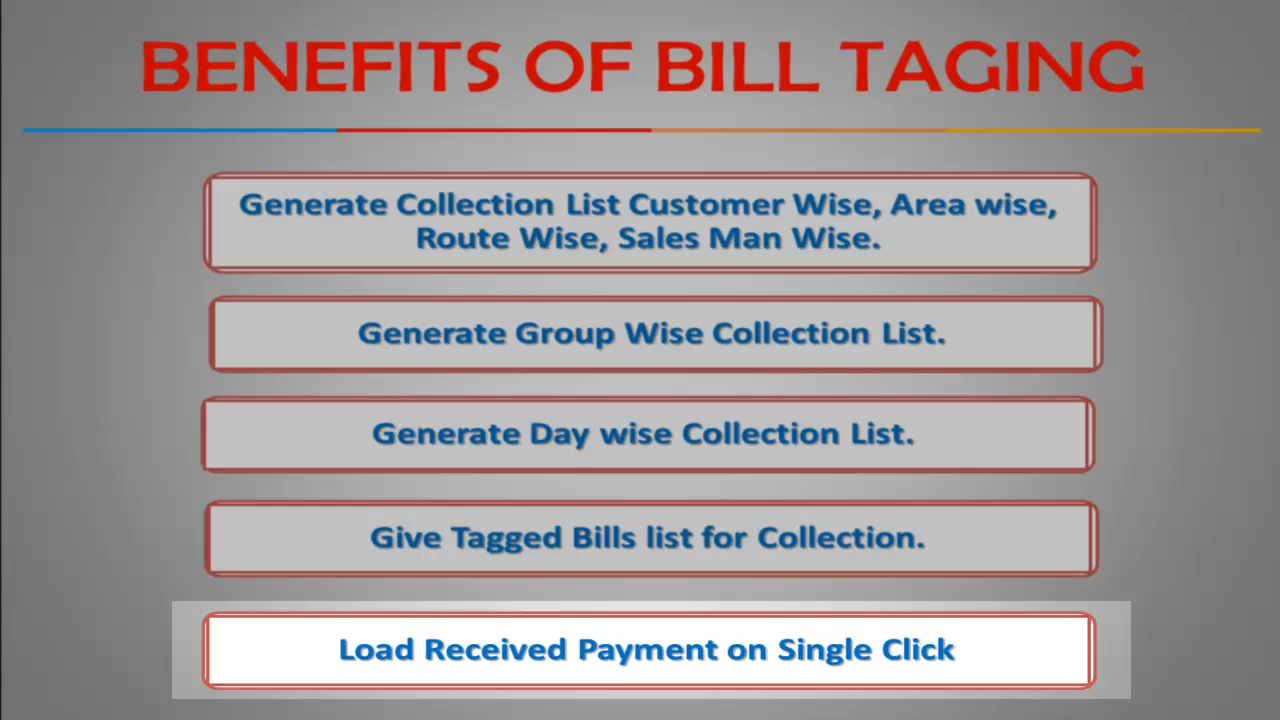 BENEFITS OF BILL TAGING
Generate Collection List Customer Wise, Area wise,
Route Wise, Sales Man Wise.
Generate Group Wise Collection List.
Generate Day wise Collection List.
Give Tagged Bills list for Collection.
Load Received Payment on Single Click